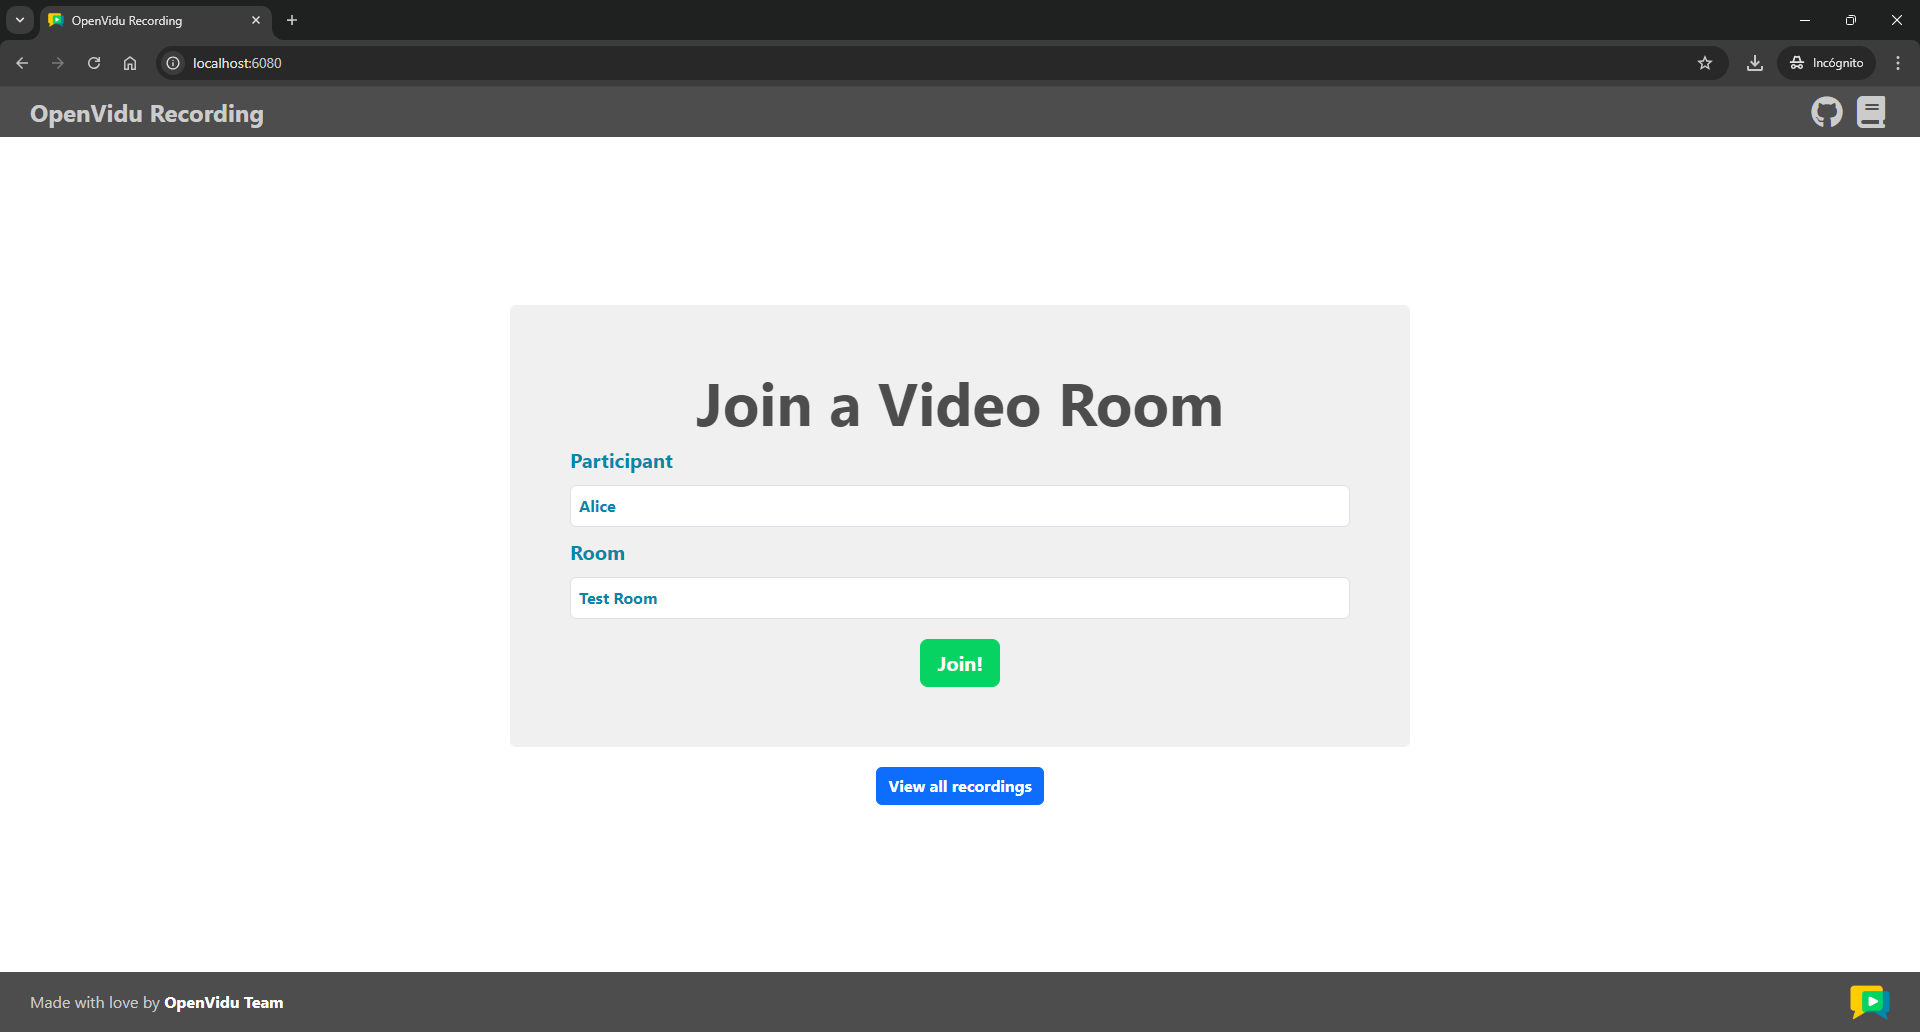 OpenVidu Recording
localhost:6080
Incógnito
OpenVidu Recording
Join a Video Room
Participant
Alice
Room
Test Room
Join!
View all recordings
Made with love by OpenVidu Team